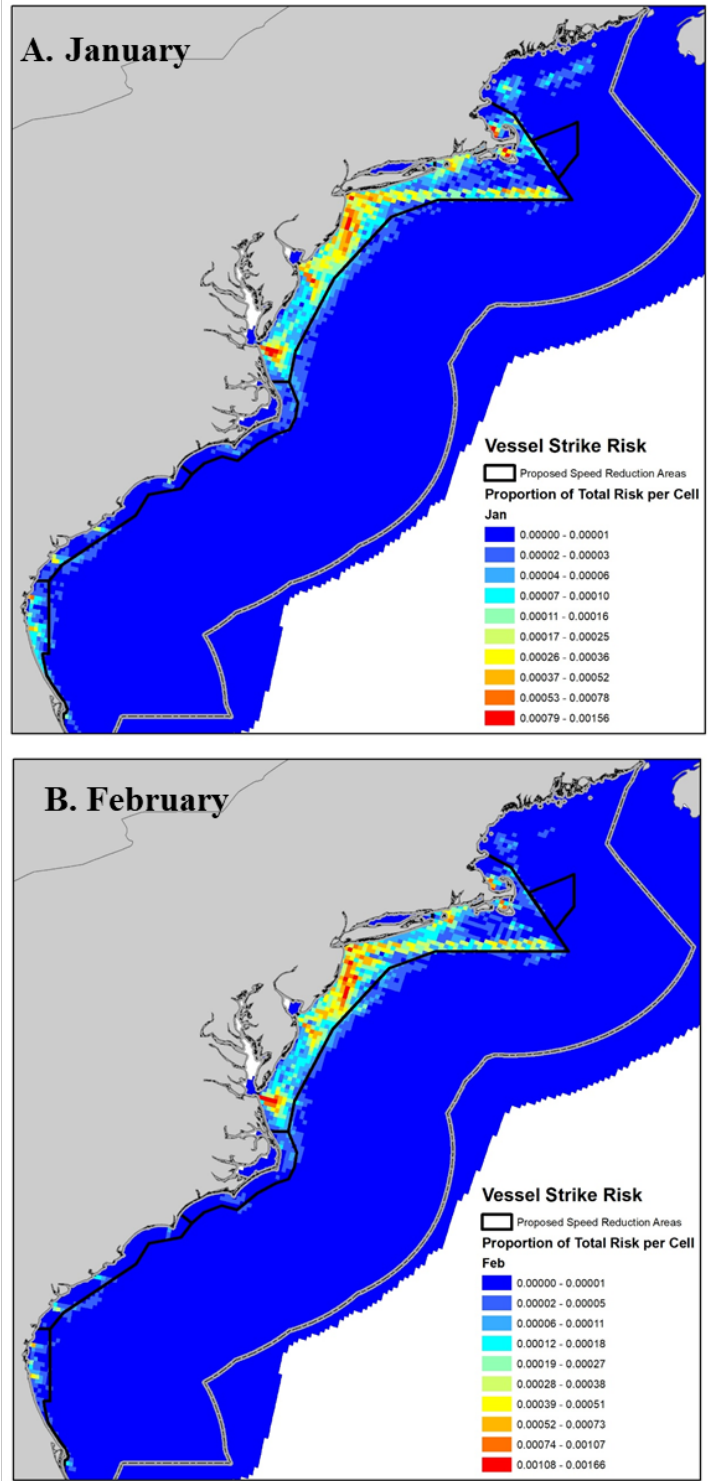 A. January
Vessel Strike Risk
Proposed Speed Reduction Areas
Proportion of Total Risk per Cell
Jan
0.00000 - 0.00001
0.00002 - 0.00003
0.00004 - 0.00006
0.00007 - 0.00010
0.00011 - 0.00016
0.00017 - 0.00025
0.00026 - 0.00036
0.00037 - 0.00052
0.00053 - 0.00078
0.00079 - 0.00156
B. February
Vessel Strike Risk
Proposed Speed Reduction Areas
Proportion of Total Risk per Cell
Feb
0.00000 - 0.00001
0.00002 - 0.00005
0.00006 - 0.00011
0.00012 - 0.00018
0.00019 - 0.00027
0.00028 - 0.00038
0.00039 - 0.00051
0.00052 - 0.00073
0.00074 - 0.00107
0.00108 - 0.00166